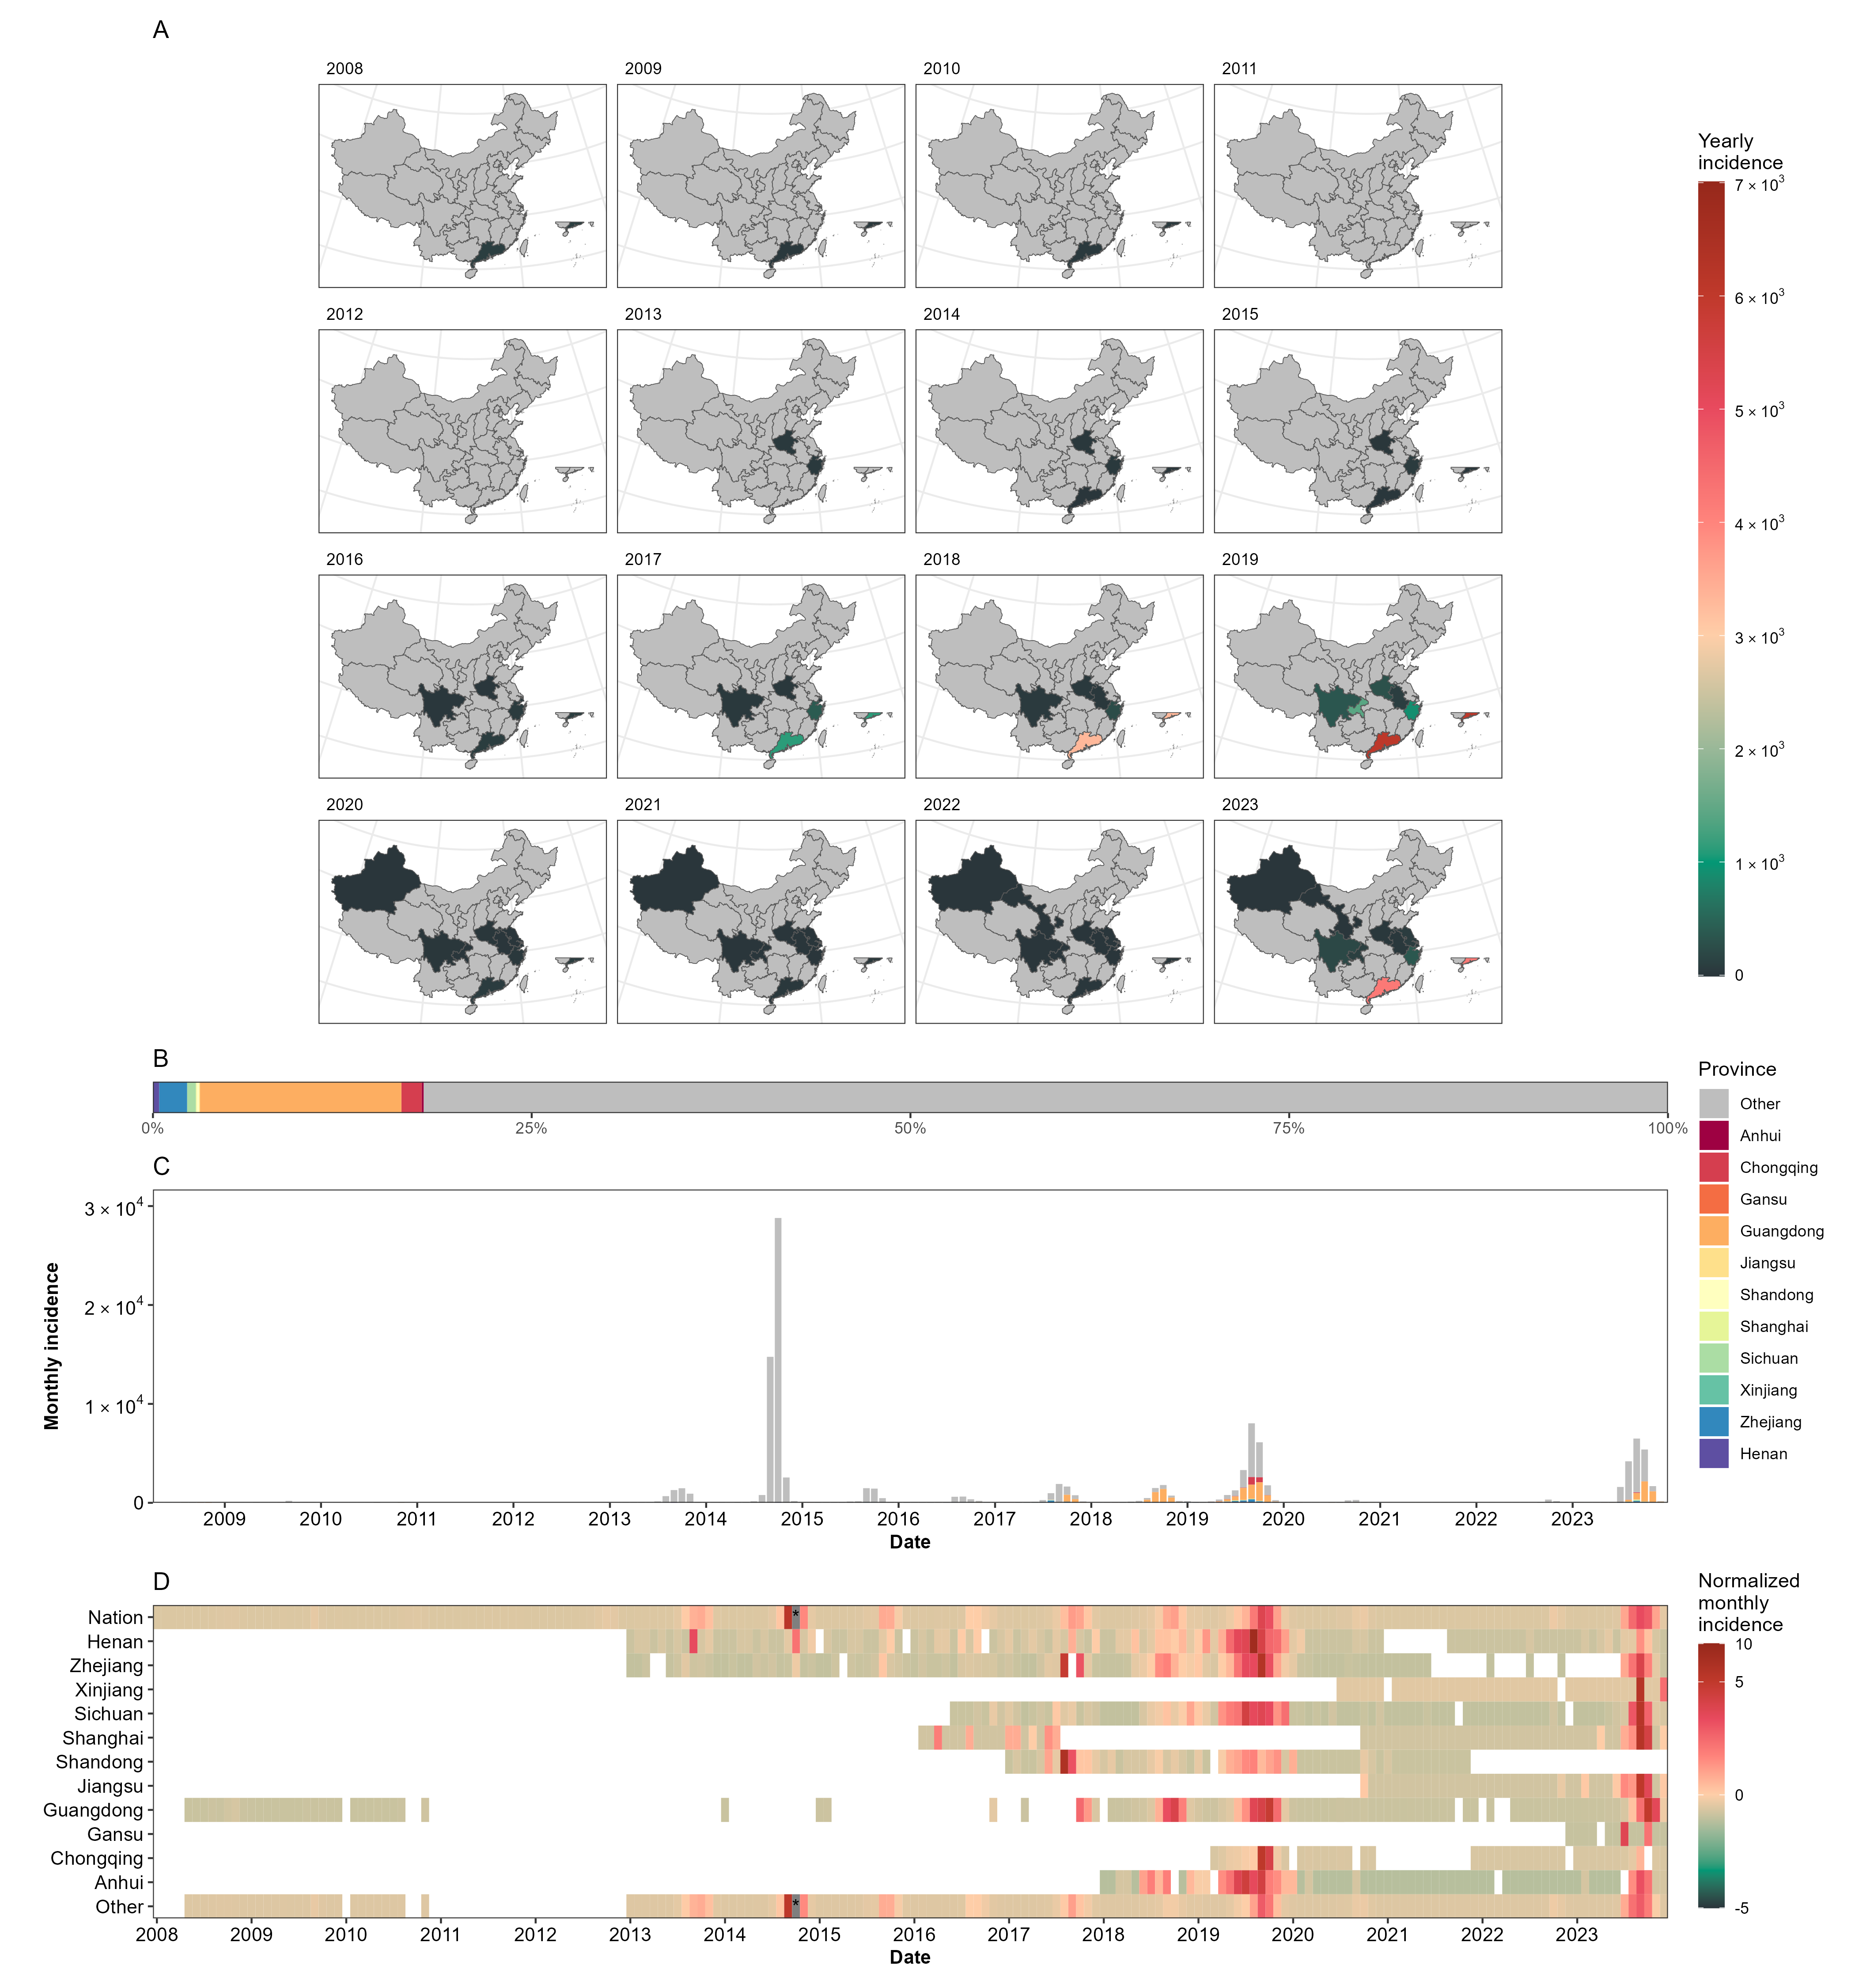 A
2008
2009
2010
2011
2012
2013
2014
2015
2016
2017
2018
2019
2020
2021
2022
2023
Yearly
incidence
7 × 10³
6 × 10³
5 × 10³
4 × 10³
3 × 10³
2 × 10³
1 × 10³
0
B
0%
25%
50%
75%
100%
Province
Other
Anhui
Chongqing
Gansu
Guangdong
Jiangsu
Shandong
Shanghai
Sichuan
Xinjiang
Zhejiang
Henan
C
Monthly incidence
3 × 10⁴
2 × 10⁴
1 × 10⁴
0
2009 2010 2011 2012 2013 2014 2015 2016 2017 2018 2019 2020 2021 2022 2023
Date
D
Nation
Henan
Zhejiang
Xinjiang
Sichuan
Shanghai
Shandong
Jiangsu
Guangdong
Gansu
Chongqing
Anhui
Other
*
*
2008 2009 2010 2011 2012 2013 2014 2015 2016 2017 2018 2019 2020 2021 2022 2023
Date
Normalized
monthly
incidence
10
5
0
-5